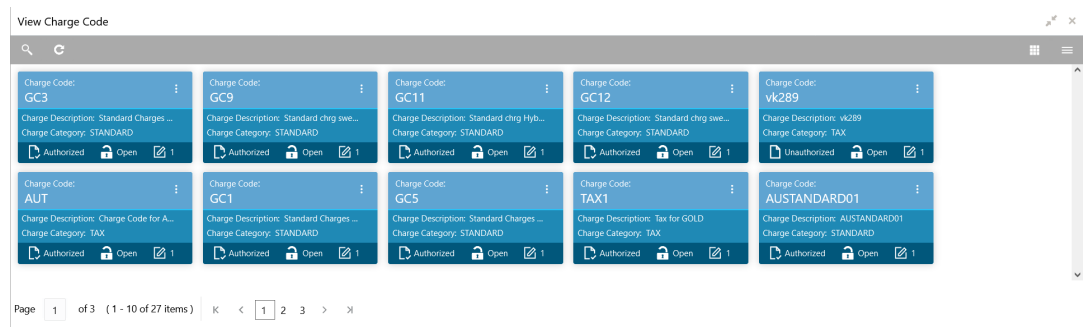 View Charge Code
Charge Code:
GC3
Charge Description: Standard Charges ...
Charge Category: STANDARD
Authorized Open 1
Charge Code:
GC9
Charge Description: Standard chrg swe...
Charge Category: STANDARD
Authorized Open 1
Charge Code:
GC11
Charge Description: Standard chrg Hyb...
Charge Category: STANDARD
Authorized Open 1
Charge Code:
GC12
Charge Description: Standard chrg swe...
Charge Category: STANDARD
Authorized Open 1
Charge Code:
vk289
Charge Description: vk289
Charge Category: TAX
Unauthorized Open 1
Charge Code:
AUT
Charge Description: Charge Code for A...
Charge Category: TAX
Authorized Open 1
Charge Code:
GC1
Charge Description: Standard Charges ...
Charge Category: STANDARD
Authorized Open 1
Charge Code:
GC5
Charge Description: Standard Charges ...
Charge Category: STANDARD
Authorized Open 1
Charge Code:
TAX1
Charge Description: Tax for GOLD
Charge Category: TAX
Authorized Open 1
Charge Code:
AUSTANDARD01
Charge Description: AUSTANDARD01
Charge Category: STANDARD
Authorized Open 1
Page 1 of 3 ( 1 - 10 of 27 items ) 1 2 3